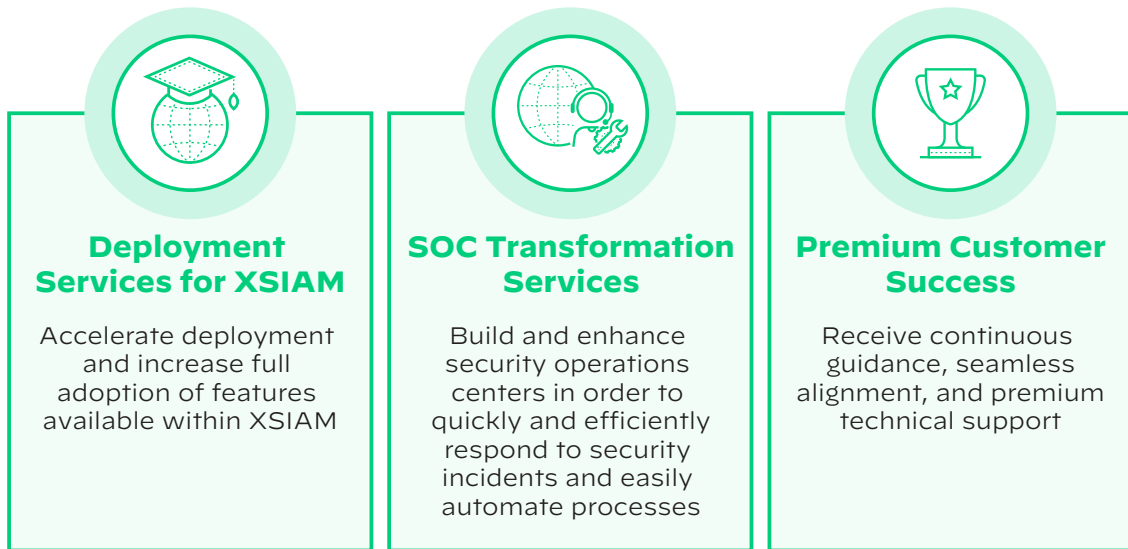 Deployment
Services for XSIAM
Accelerate deployment
and increase full
adoption of features
available within XSIAM
SOC Transformation
Services
Build and enhance
security operations
centers in order to
quickly and efficiently
respond to security
incidents and easily
automate processes
Premium Customer
Success
Receive continuous
guidance, seamless
alignment, and premium
technical support